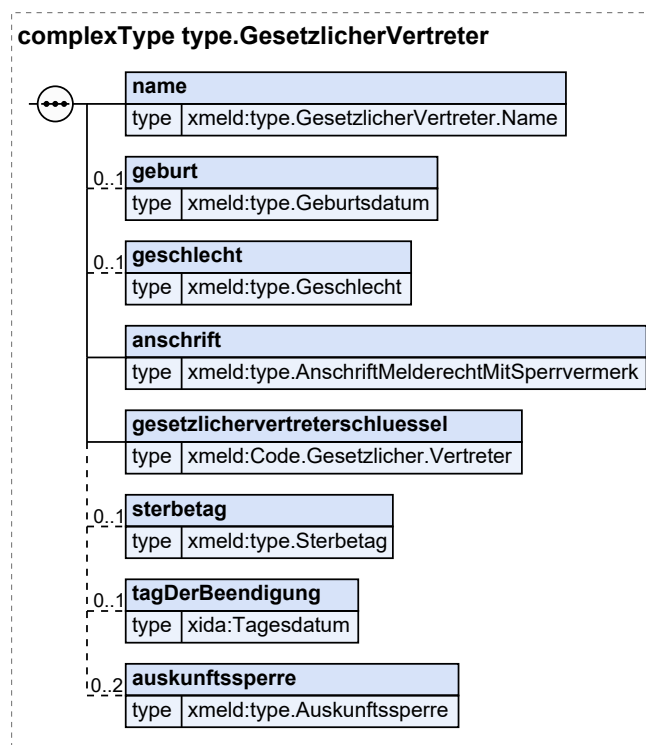 complexType type.GesetzlicherVertreter
name
type xmeld:type.GesetzlicherVertreter.Name
0..1 geburt
type xmeld:type.Geburtsdatum
0..1 geschlecht
type xmeld:type.Geschlecht
anschrift
type xmeld:type.AnschriftMelderechtMitSperrvermerk
gesetzlichervertreterschluessel
type xmeld:Code.Gesetzlicher.Vertreter
0..1 sterbetag
type xmeld:type.Sterbetag
0..1 tagDerBeendigung
type xida:Tagesdatum
0..2 auskunftssperre
type xmeld:type.Auskunftssperre